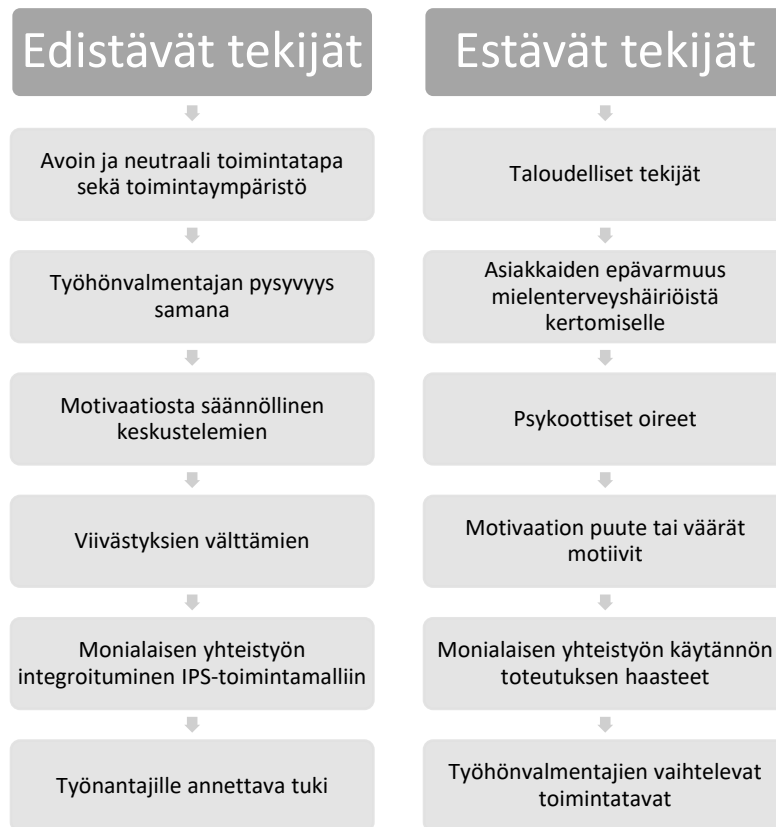 Edistävät tekijät
Avoin ja neutraali toimintatapa
sekä toimintaympäristö
Työhönvalmentajan pysyvyys
samana
Motivaatiosta säännöllinen
keskustelemien
Viivästyksien välttämien
Monialaisen yhteistyön
integroituminen IPS-toimintamalliin
Työnantajille annettava tuki
Estävät tekijät
Taloudelliset tekijät
Asiakkaiden epävarmuus
mielenterveyshäiriöistä
kertomiselle
Psykoottiset oireet
Motivaation puute tai väärät
motiivit
Monialaisen yhteistyön käytännön
toteutuksen haasteet
Työhönvalmentajien vaihtelevat
toimintatavat